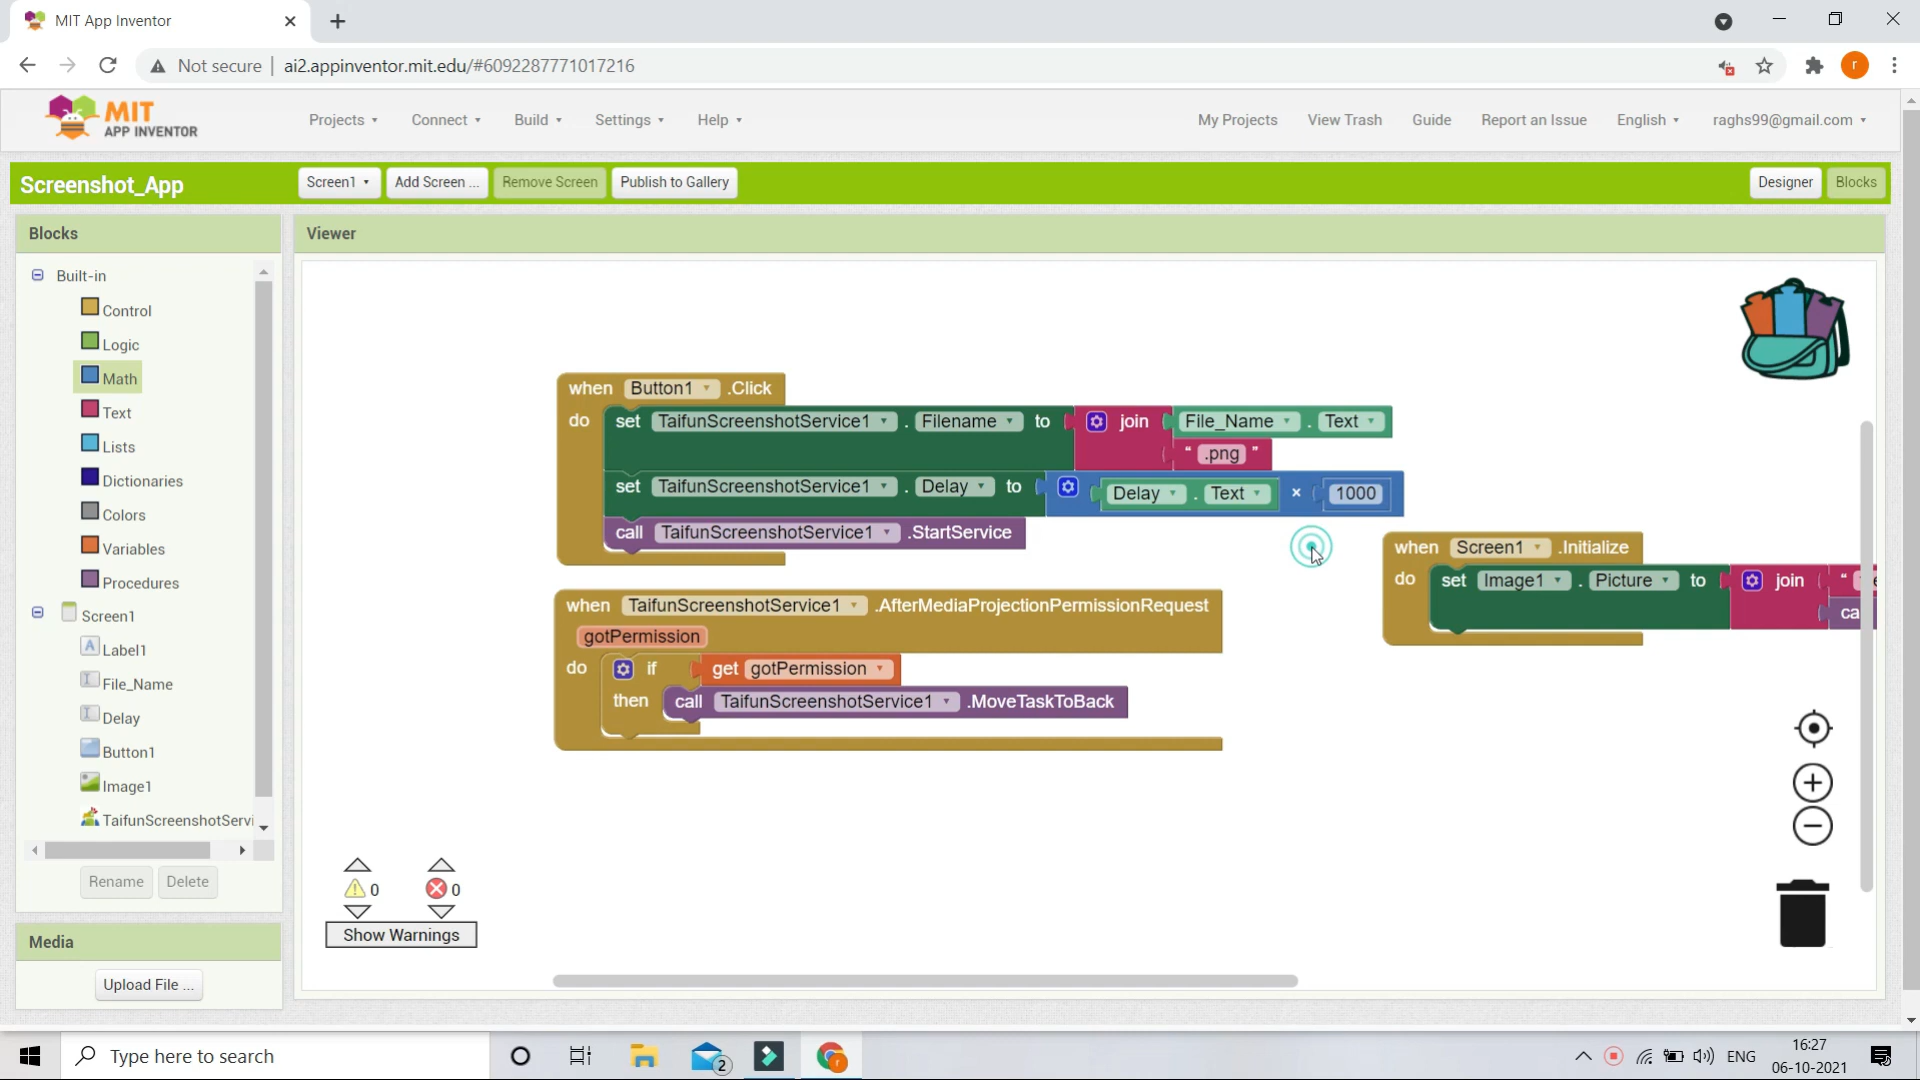 MIT App Inventor
Not secure | ai2.appinventor.mit.edu/#6092287771017216
r
MIT
APP INVENTOR
Projects
Connect
Build
Settings
Help
My Projects
View Trash
Guide
Report an Issue
English
raghs99@gmail.com
Screenshot_App
Screen1
Add Screen ...
Remove Screen
Publish to Gallery
Designer
Blocks
Blocks
Built-in
Control
Logic
Math
Text
Lists
Dictionaries
Colors
Variables
Procedures
Screen1
Label1
File_Name
Delay
Button1
Image1
TaifunScreenshotServi
Rename
Delete
Media
Upload File ...
Viewer
when Button1 .Click
do set TaifunScreenshotService1 . Filename to join File_Name . Text
" .png "
set TaifunScreenshotService1 . Delay to Delay . Text × 1000
call TaifunScreenshotService1 .StartService
when TaifunScreenshotService1 .AfterMediaProjectionPermissionRequest
gotPermission
do if get gotPermission
then call TaifunScreenshotService1 .MoveTaskToBack
when Screen1 .Initialize
do set Image1 . Picture to join "
ca
0
0
Show Warnings
Type here to search
2
ENG
16:27
06-10-2021